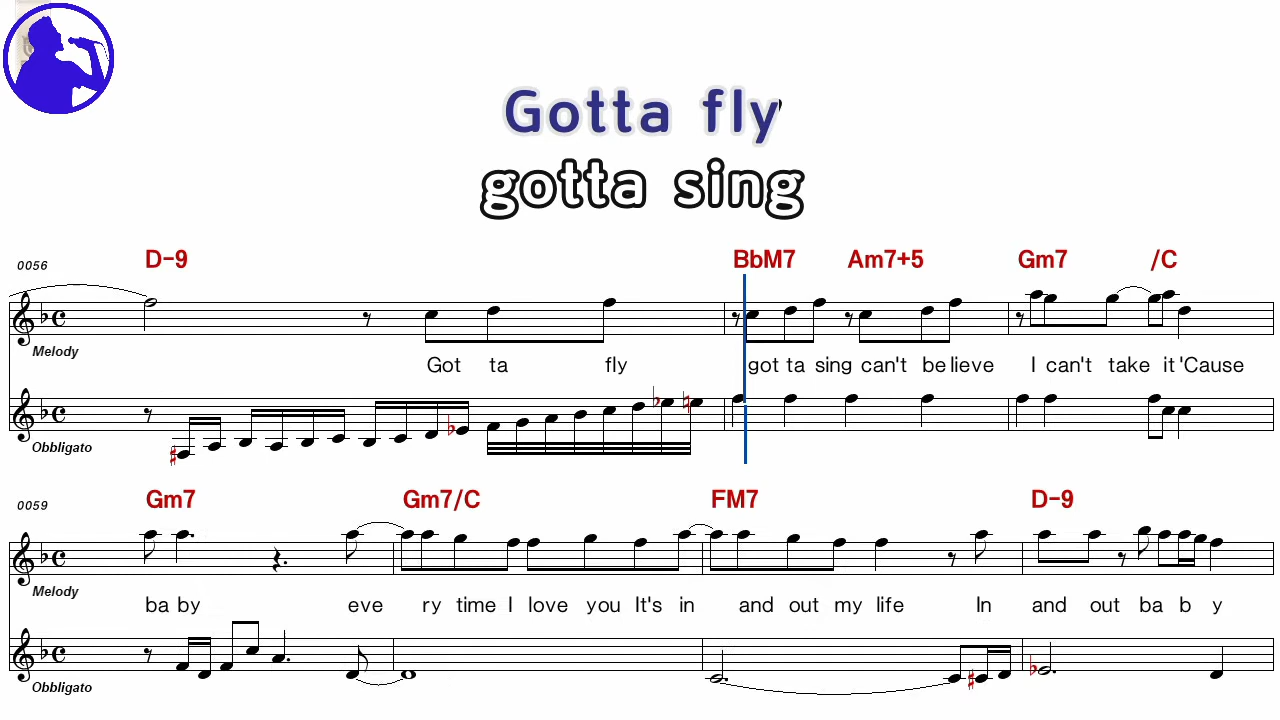 Gotta fly
gotta sing
0056 D-9 BbM7 Am7+5 Gm7 /C
Melody
Got ta fly got ta sing can't be lieve I can't take it 'Cause
Obbligato
0059 Gm7 Gm7/C FM7 D-9
Melody
ba by eve ry time I love you It's in and out my life In and out ba b y
Obbligato